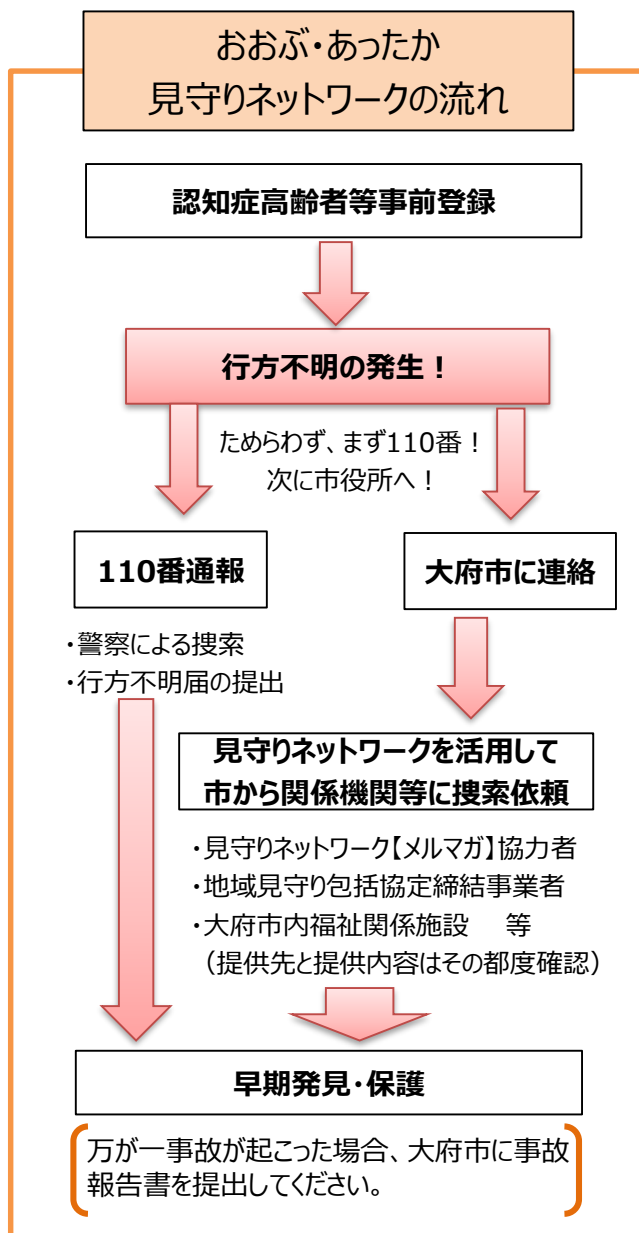 おおぶ・あったか
見守りネットワークの流れ
認知症高齢者等事前登録
行方不明の発生！
ためらわず、まず110番！
次に市役所へ！
110番通報
・警察による捜索
・行方不明届の提出
大府市に連絡
見守りネットワークを活用して
市から関係機関等に捜索依頼
・見守りネットワーク【メルマガ】協力者
・地域見守り包括協定締結事業者
・大府市内福祉関係施設　等
（提供先と提供内容はその都度確認）
早期発見・保護
万が一事故が起こった場合、大府市に事故
報告書を提出してください。